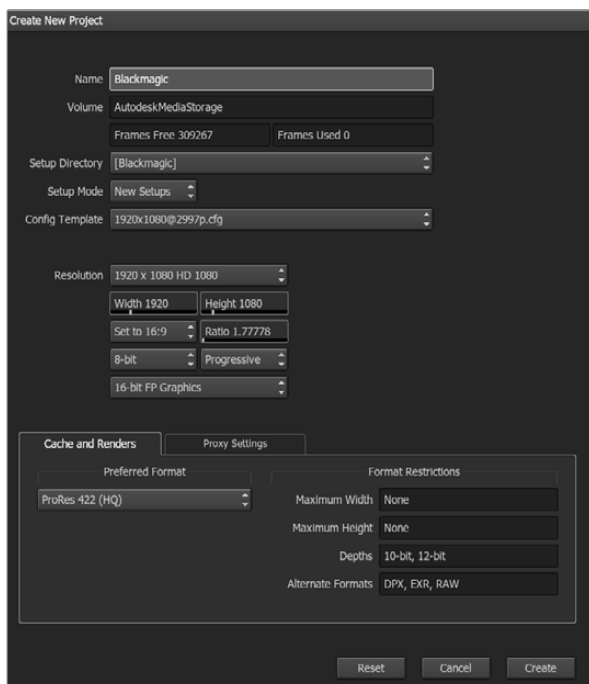 Create New Project
Name Blackmagic
Volume AutodeskMediaStorage
Frames Free 309267 Frames Used 0
Setup Directory [Blackmagic]
Setup Mode New Setups
Config Template 1920x1080@2997p.cfg
Resolution 1920 x 1080 HD 1080
Width 1920 Height 1080
Set to 16:9 Ratio 1.77778
8-bit Progressive
16-bit FP Graphics
Cache and Renders Proxy Settings
Preferred Format Format Restrictions
ProRes 422 (HQ) Maximum Width None
Maximum Height None
Depths 10-bit, 12-bit
Alternate Formats DPX, EXR, RAW
Reset Cancel Create